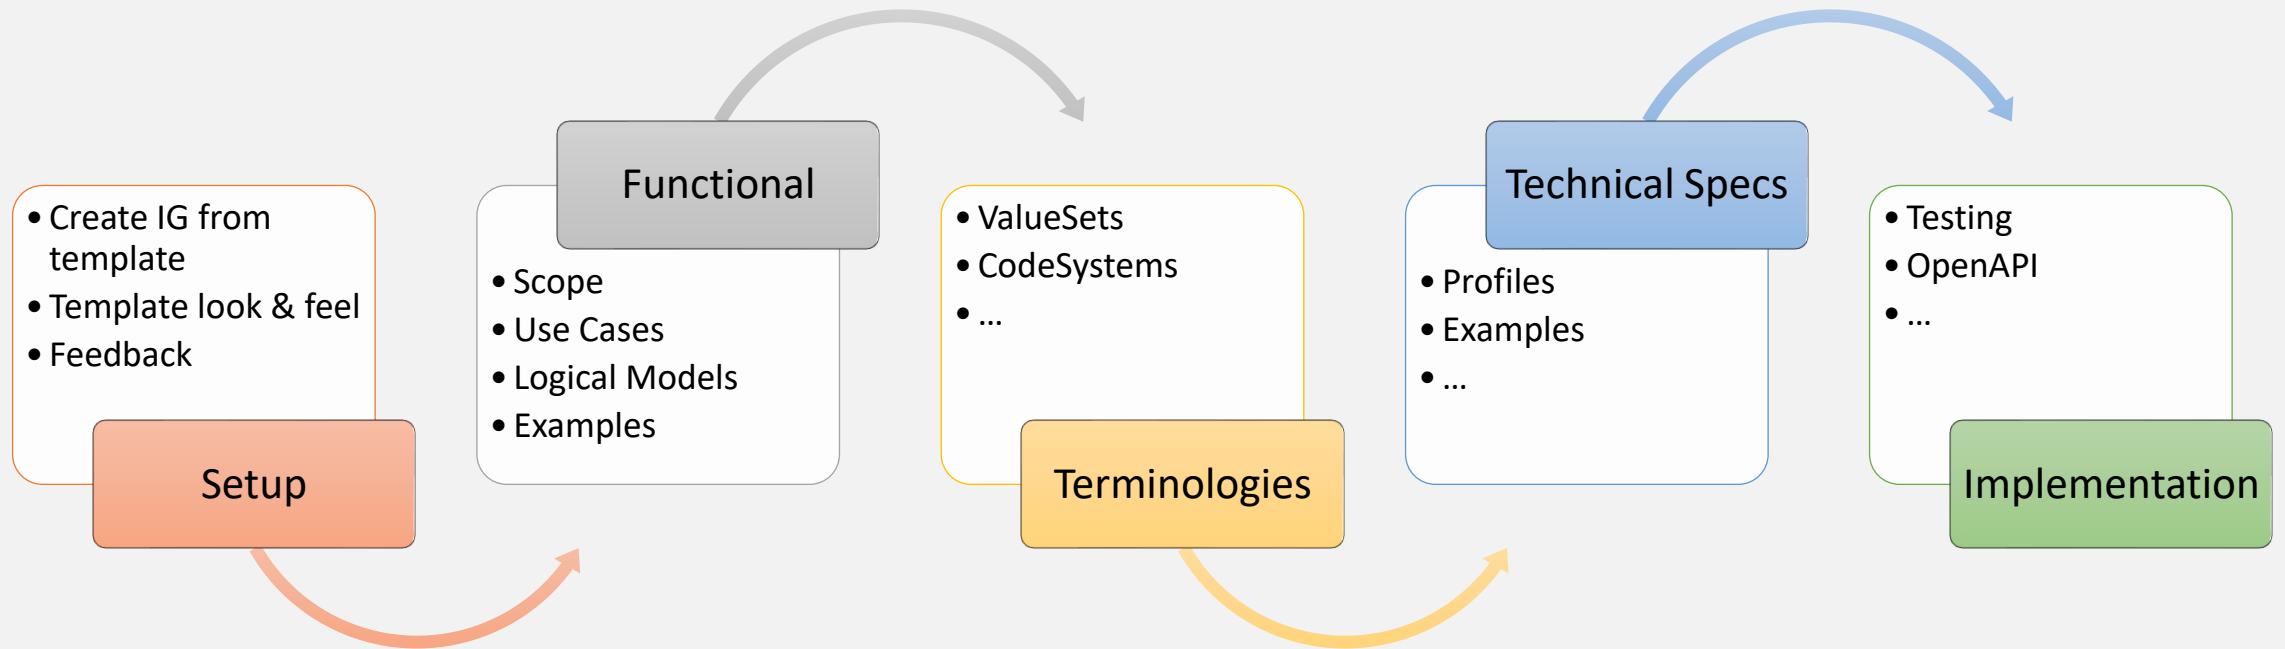 • Create IG from
template
• Template look & feel
• Feedback
Setup
Functional
• Scope
• Use Cases
• Logical Models
• Examples
• ValueSets
• CodeSystems
• ...
Terminologies
Technical Specs
• Profiles
• Examples
• ...
• Testing
• OpenAPI
• ...
Implementation